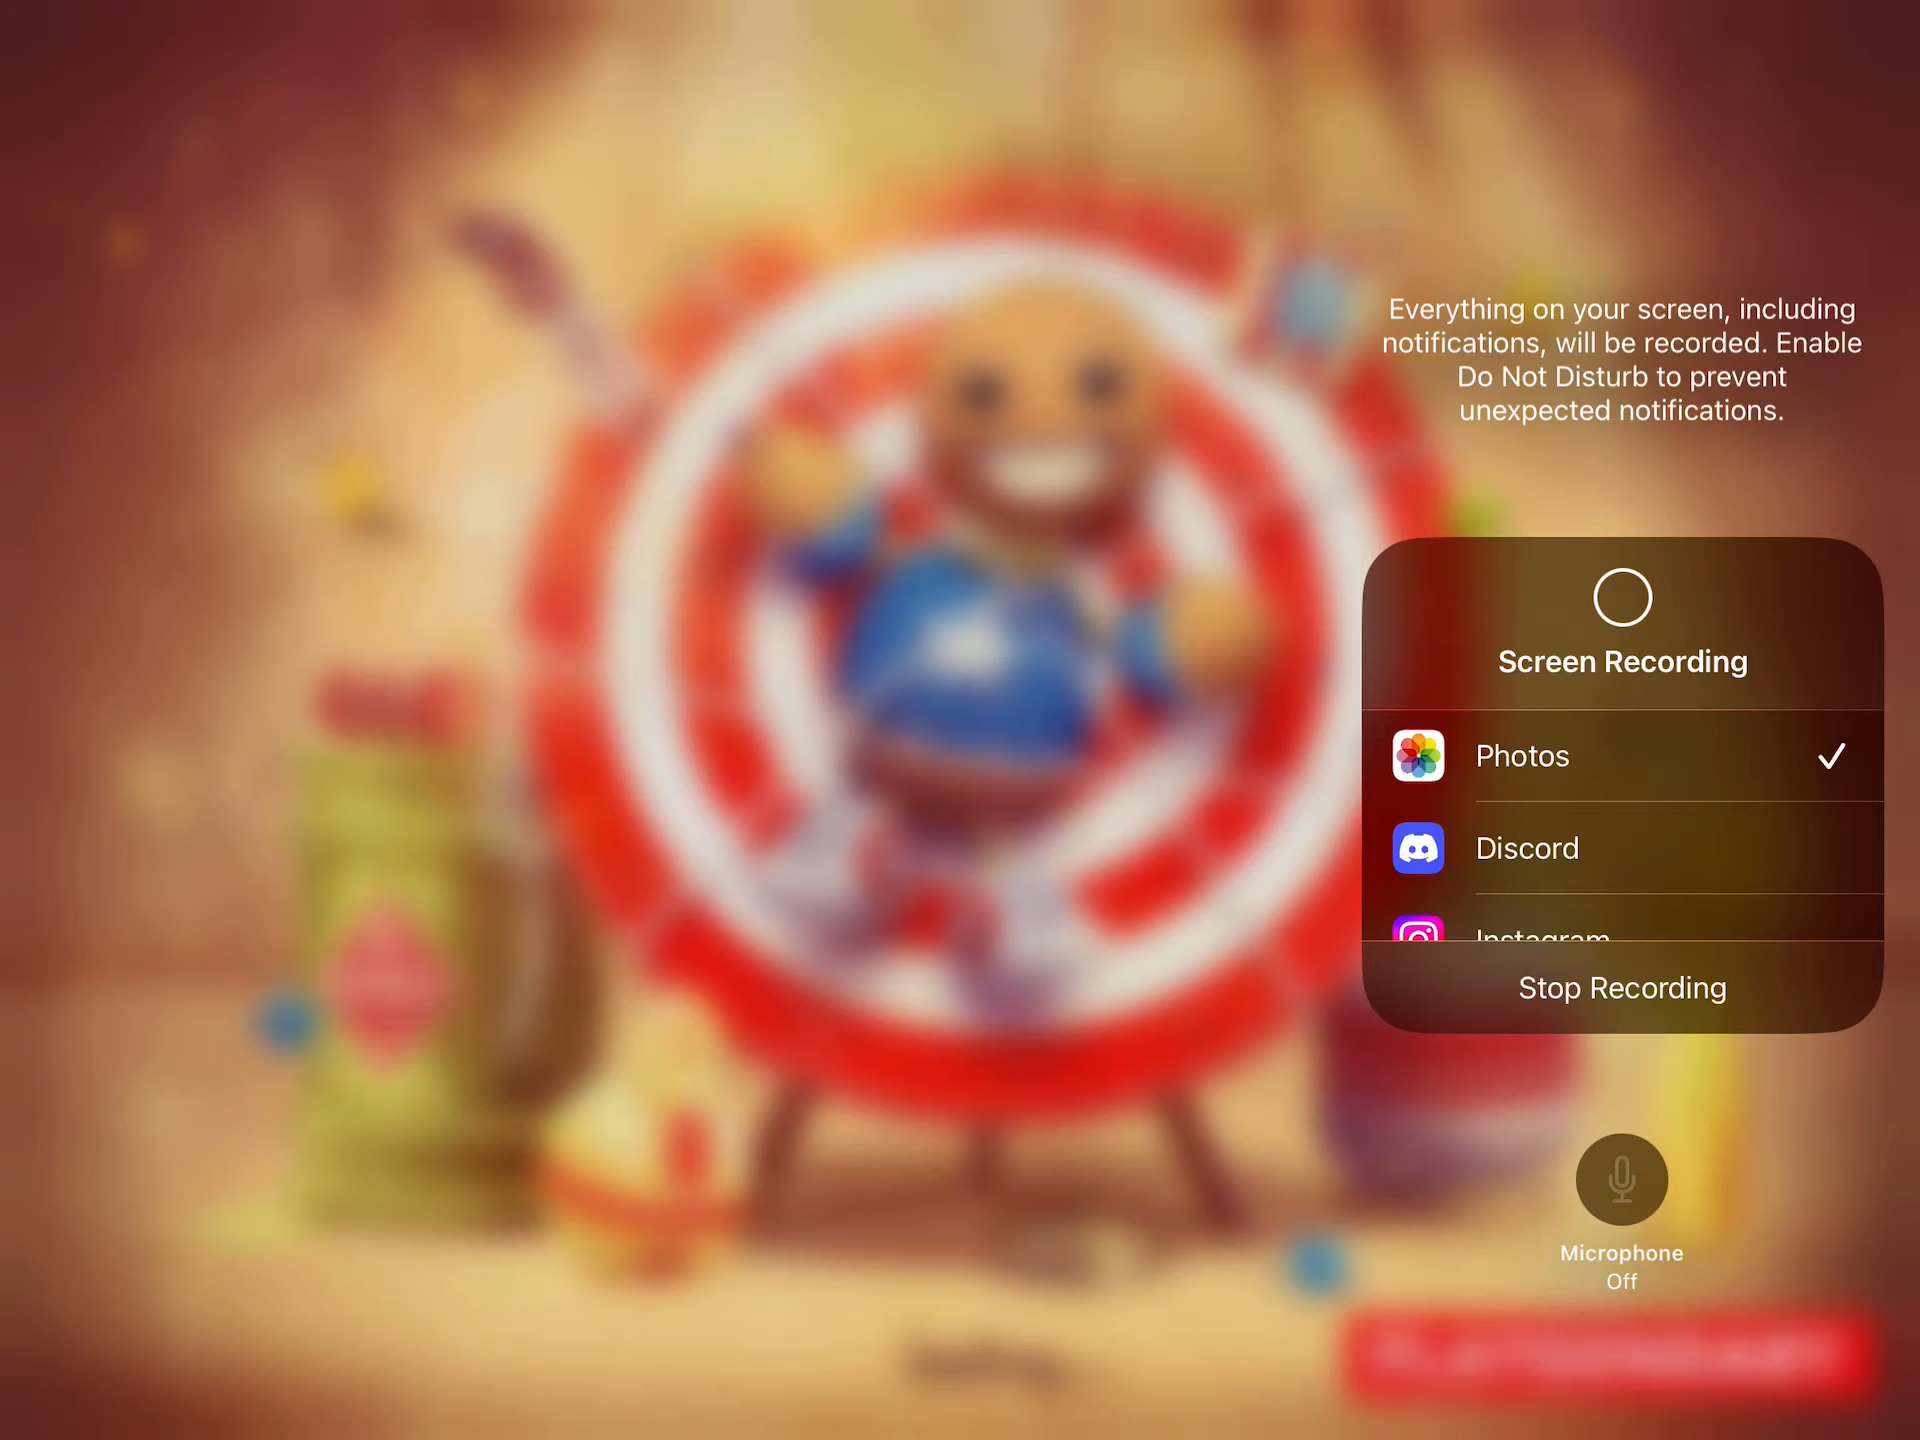 Everything on your screen, including
notifications, will be recorded. Enable
Do Not Disturb to prevent
unexpected notifications.
Screen Recording
Photos
Discord
Instagram
Stop Recording
Microphone
Off